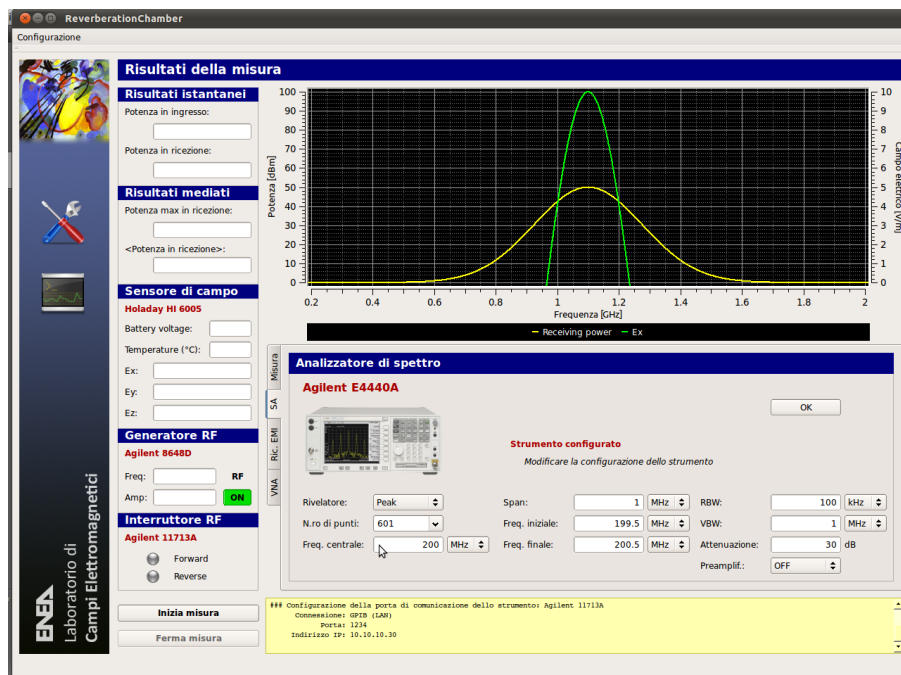 ReverberationChamber
Configurazione
ENEA
Laboratorio di
Campi Elettromagnetici
Risultati della misura
Risultati istantanei
Potenza in ingresso:
Potenza in ricezione:
Risultati mediati
Potenza max in ricezione:
<Potenza in ricezione>:
Sensore di campo
Holaday HI 6005
Battery voltage:
Temperature (°C):
Ex:
Ey:
Ez:
Generatore RF
Agilent 8648D
Freq: RF
Amp: ON
Interruttore RF
Agilent 11713A
Forward
Reverse
Inizia misura
Ferma misura
Potenza [dBm]
100
90
80
70
60
50
40
30
20
10
0
10
9
8
7
6
5
4
3
2
1
0
Campo elettrico [V/m]
0.2 0.4 0.6 0.8 1 1.2 1.4 1.6 1.8 2
Frequenza [GHz]
Receiving power Ex
Misura
SA
Ric. EMI
VNA
Analizzatore di spettro
Agilent E4440A
OK
Strumento configurato
Modificare la configurazione dello strumento
Rivelatore: Peak Span: 1 MHz RBW: 100 kHz
N.ro di punti: 601 Freq. iniziale: 199.5 MHz VBW: 1 MHz
Freq. centrale: 200 MHz Freq. finale: 200.5 MHz Attenuazione: 30 dB
Preamplif.: OFF
### Configurazione della porta di comunicazione dello strumento: Agilent 11713A
Connessione: GPIB (LAN)
Porta: 1234
Indirizzo IP: 10.10.10.30